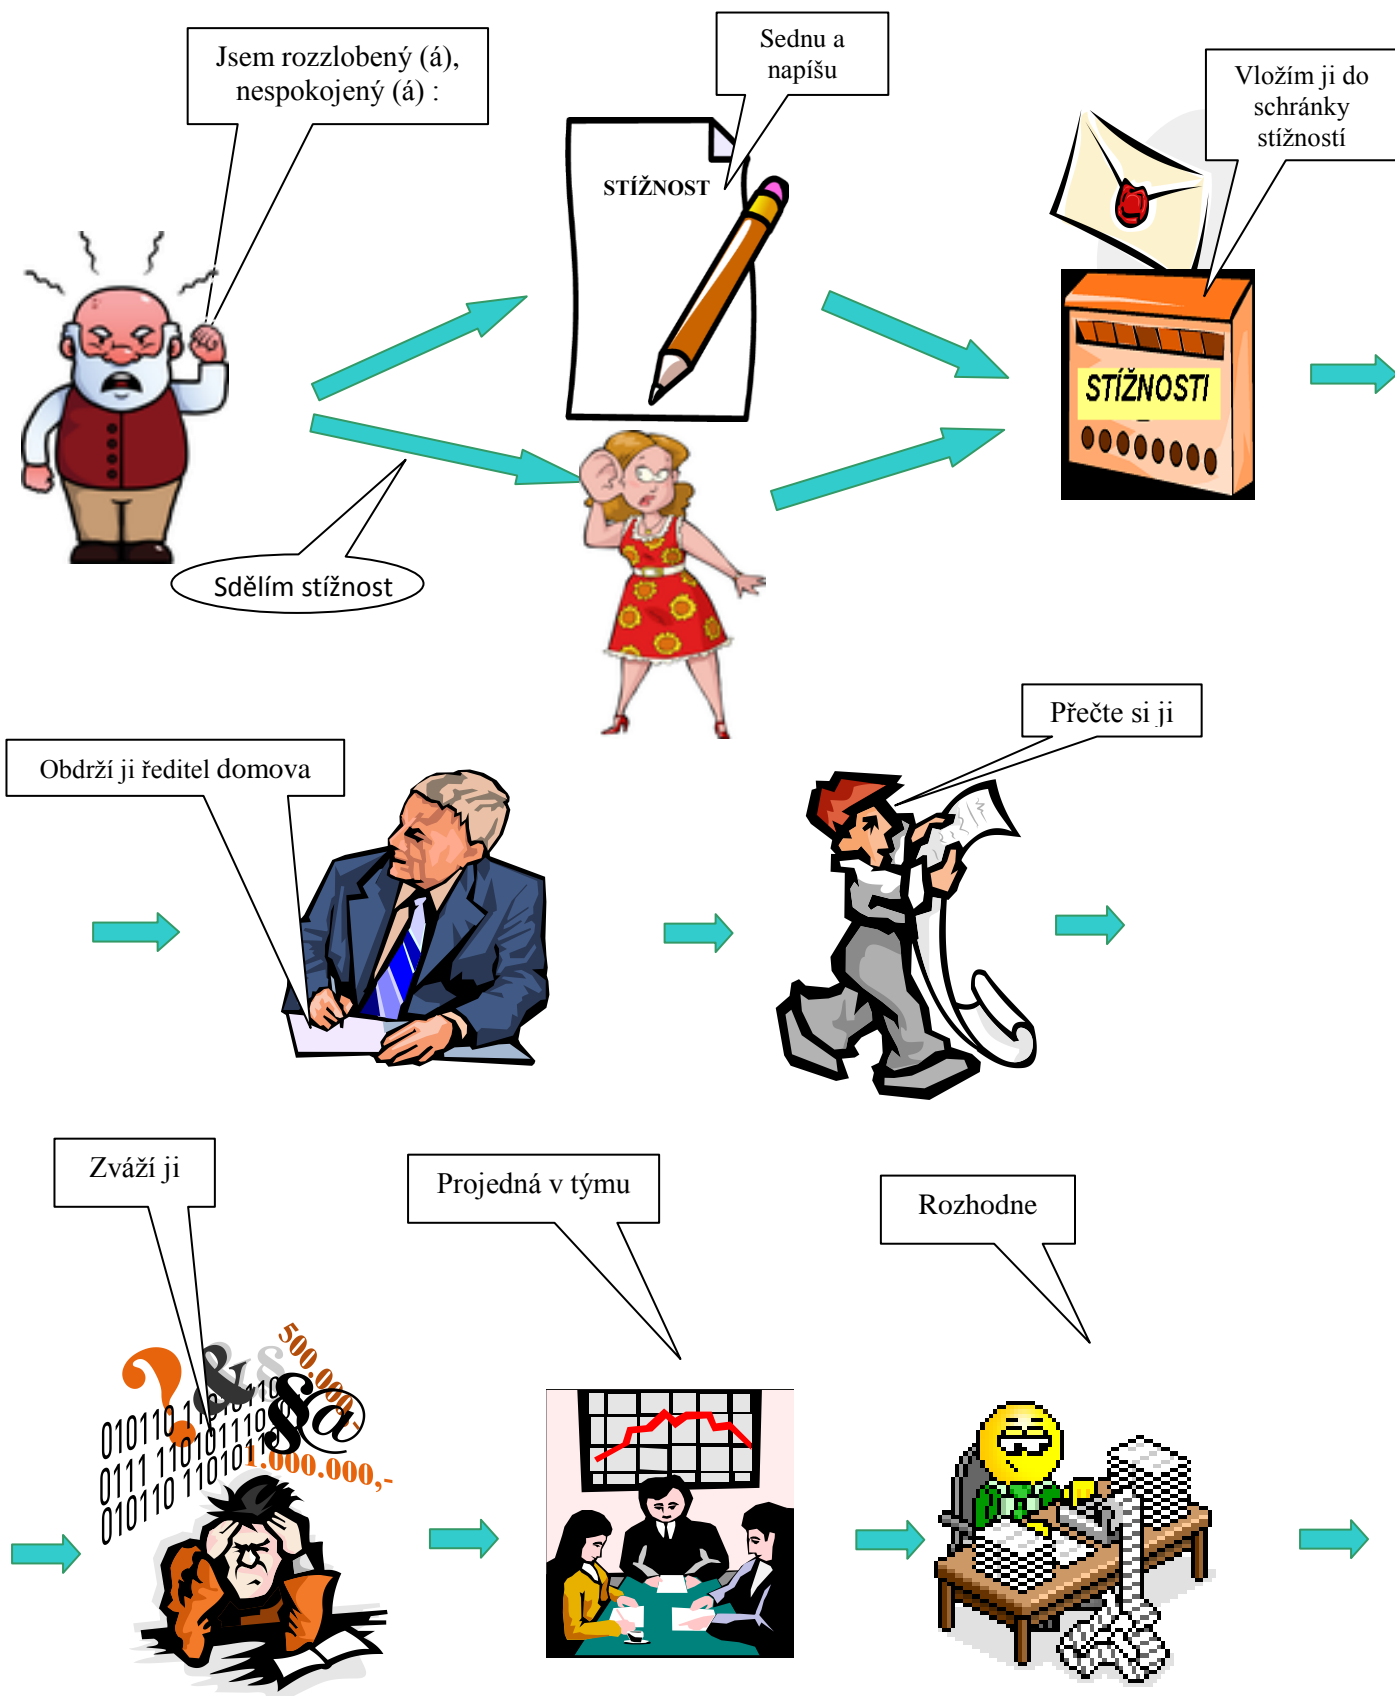 Jsem rozzlobený (á),
nespokojený (á) :
Sednu a
napíšu
Vložím ji do
schránky
stížností
STÍŽNOST
STÍŽNOSTI
Sdělím stížnost
Přečte si ji
Obdrží ji ředitel domova
Zváží ji
Projedná v týmu
Rozhodne
?&§
500.000,-
§@
1.000.000,-